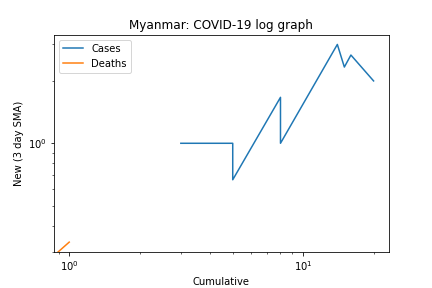 Myanmar: COVID-19 log graph
Cases
Deaths
New (3 day SMA)
10⁰
10⁰
10¹
Cumulative